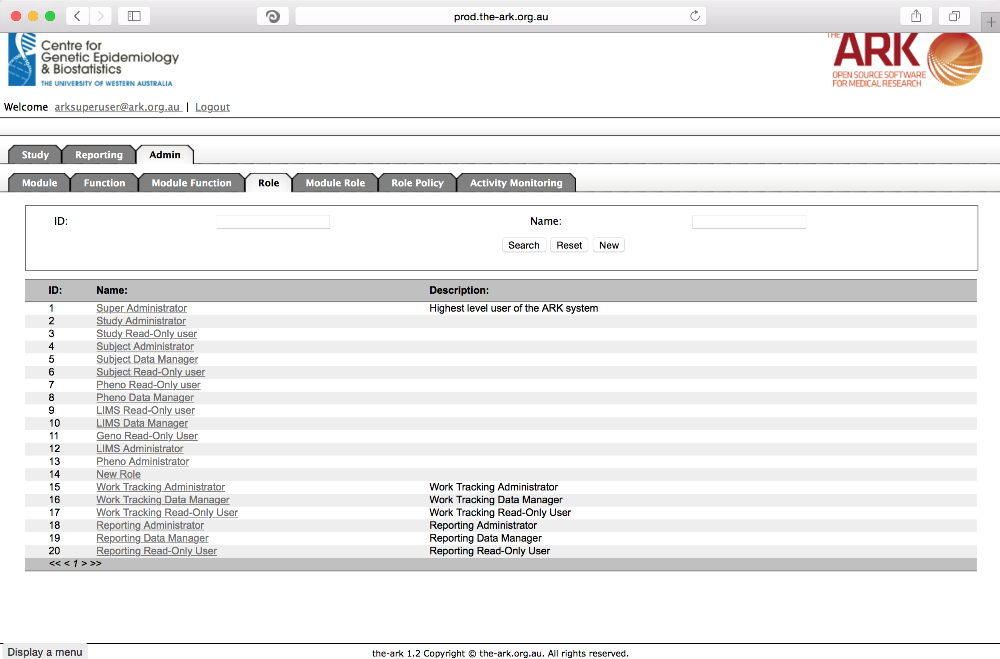 prod.the-ark.org.au
Centre for
Genetic Epidemiology
& Biostatistics
THE UNIVERSITY OF WESTERN AUSTRALIA
THE
ARK
OPEN SOURCE SOFTWARE
FOR MEDICAL RESEARCH
Welcome arksuperuser@ark.org.au | Logout
Study Reporting Admin
Module Function Module Function Role Module Role Role Policy Activity Monitoring
ID: Name:
Search Reset New
ID: Name: Description:
1 Super Administrator Highest level user of the ARK system
2 Study Administrator
3 Study Read-Only user
4 Subject Administrator
5 Subject Data Manager
6 Subject Read-Only user
7 Pheno Read-Only user
8 Pheno Data Manager
9 LIMS Read-Only user
10 LIMS Data Manager
11 Geno Read-Only User
12 LIMS Administrator
13 Pheno Administrator
14 New Role
15 Work Tracking Administrator Work Tracking Administrator
16 Work Tracking Data Manager Work Tracking Data Manager
17 Work Tracking Read-Only User Work Tracking Read-Only User
18 Reporting Administrator Reporting Administrator
19 Reporting Data Manager Reporting Data Manager
20 Reporting Read-Only User Reporting Read-Only User
<< < 1 > >>
Display a menu
the-ark 1.2 Copyright © the-ark.org.au. All rights reserved.